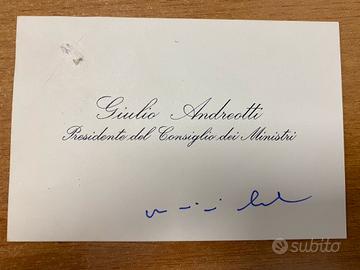 Giulio Andreotti
Presidente del Consiglio dei Ministri
subito